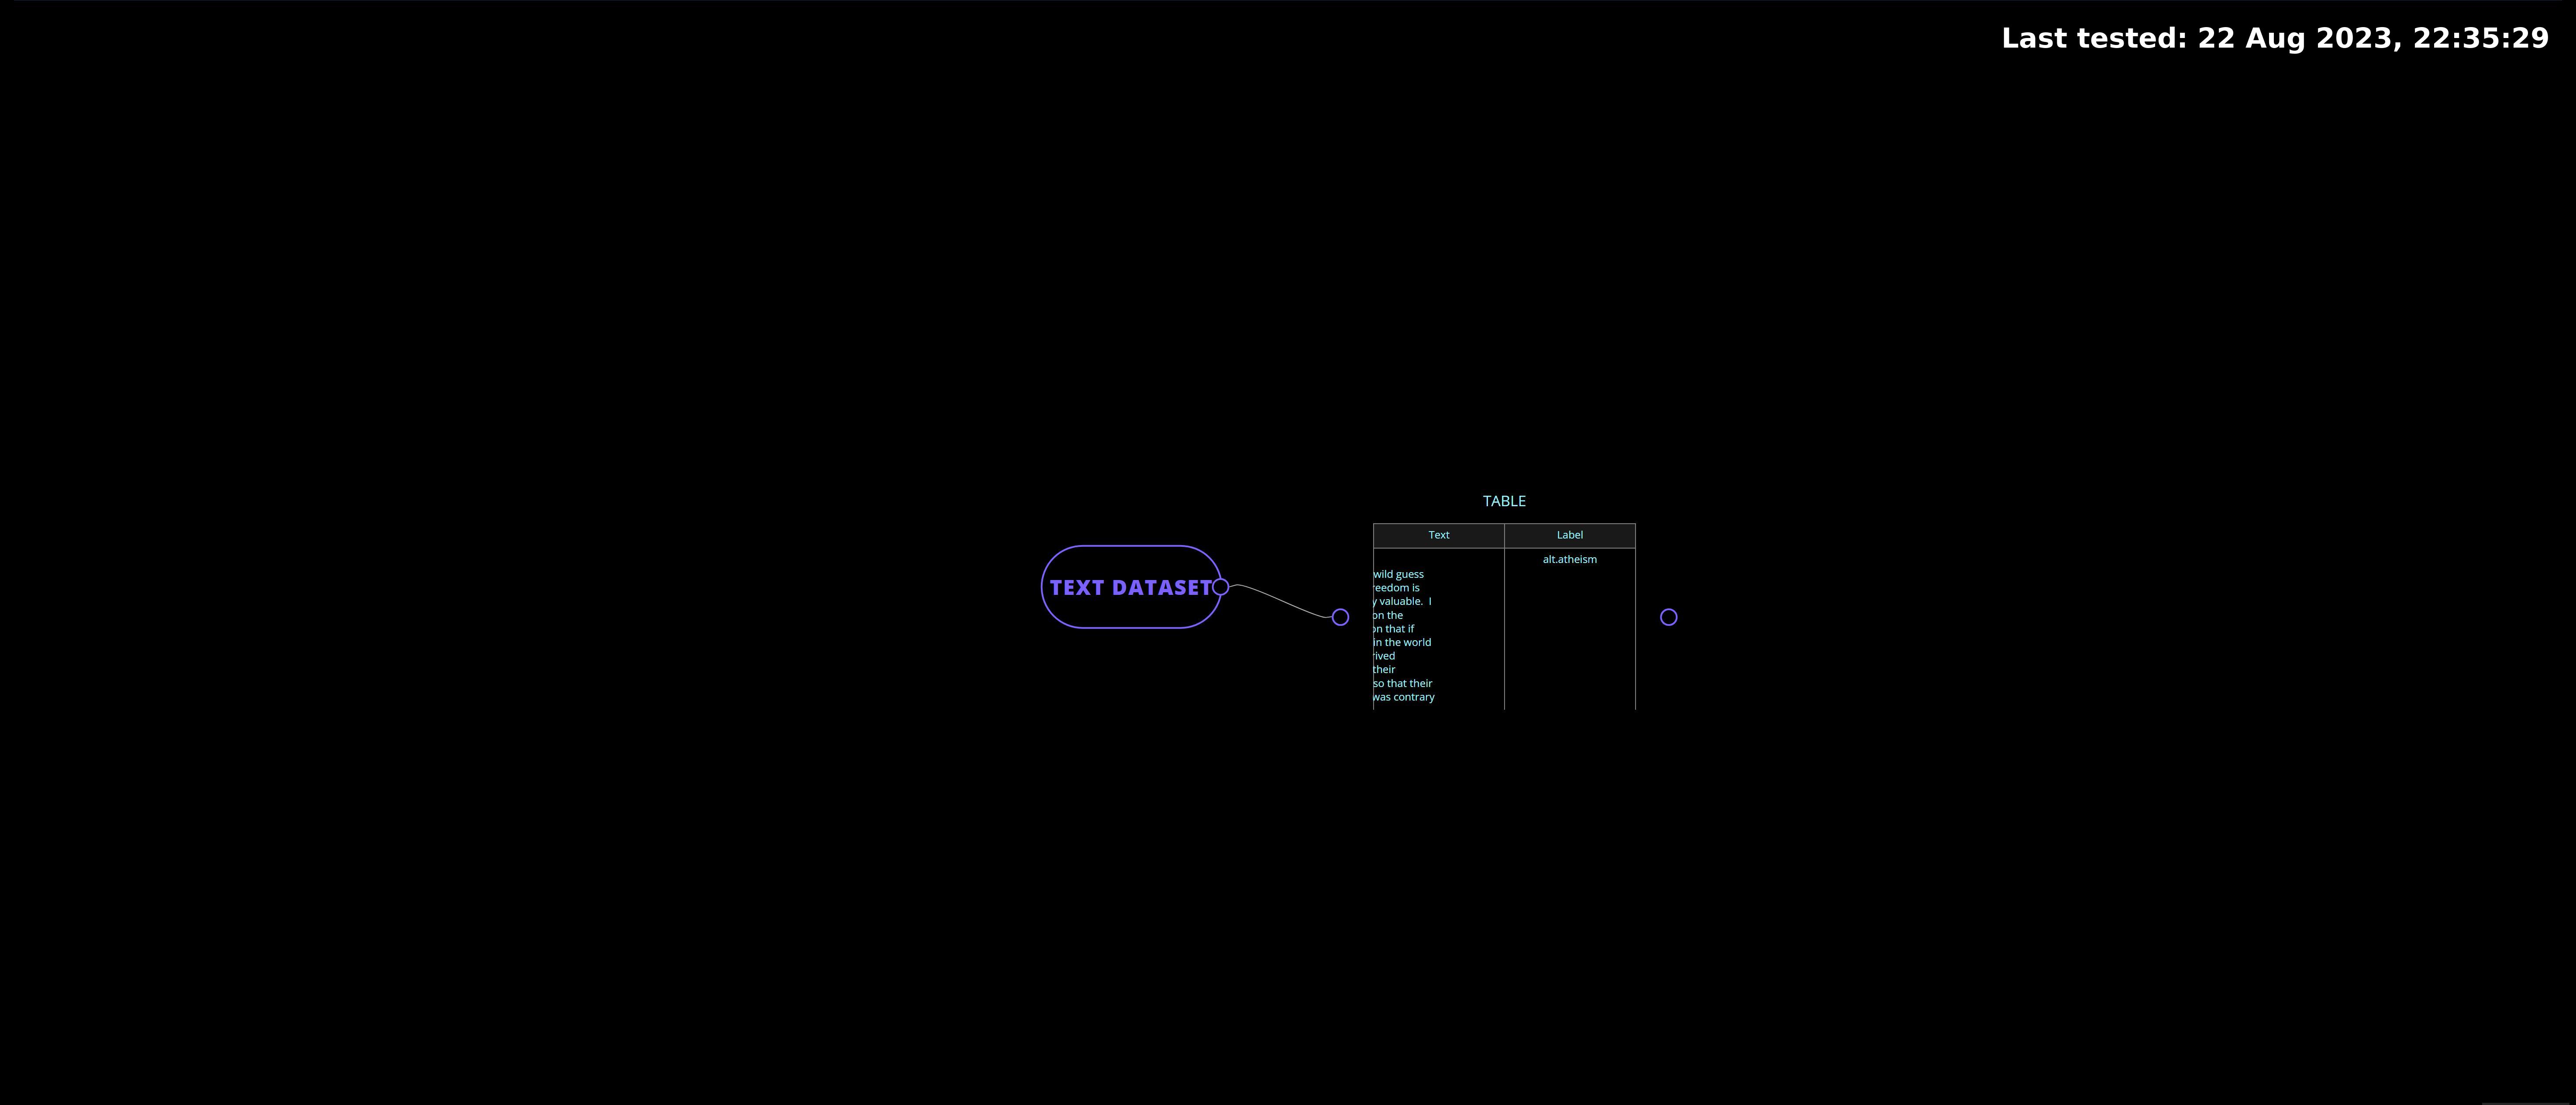 Last tested: 22 Aug 2023, 22:35:29
TABLE
Text Label
alt.atheism
TEXT DATASET
wild guess
reedom is
y valuable.  I
on the
on that if
in the world
rived
their
so that their
was contrary